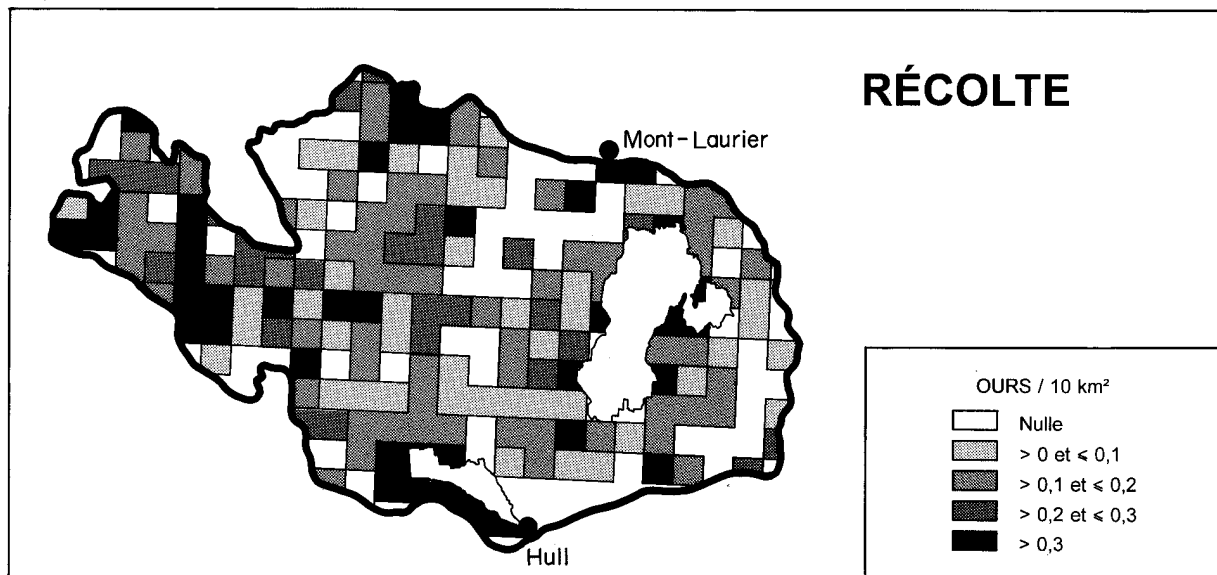 RÉCOLTE
Mont-Laurier
Hull
OURS / 10 km²
Nulle
> 0 et ⩽ 0,1
> 0,1 et ⩽ 0,2
> 0,2 et ⩽ 0,3
> 0,3